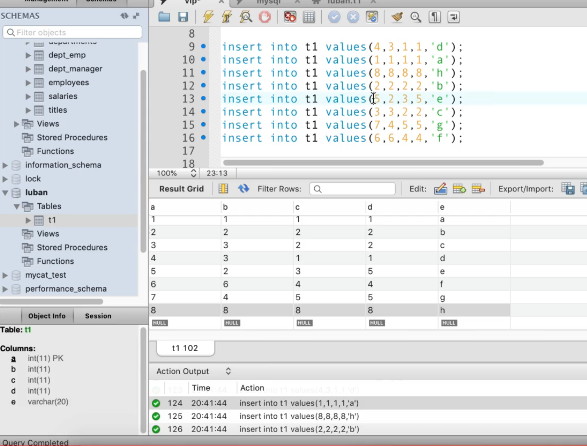 Management
Schemas
vip*
mysql
luban.t1
SCHEMAS
Filter objects
departments
dept_emp
dept_manager
employees
salaries
titles
Views
Stored Procedures
Functions
information_schema
lock
luban
Tables
t1
Views
Stored Procedures
Functions
mycat_test
performance_schema
Object Info Session
Table: t1
Columns:
a int(11) PK
b int(11)
c int(11)
d int(11)
e varchar(20)
8
9 insert into t1 values(4,3,1,1,'d');
10 insert into t1 values(1,1,1,1,'a');
11 insert into t1 values(8,8,8,8,'h');
12 insert into t1 values(2,2,2,2,'b');
13 insert into t1 values(5,2,3,5,'e');
14 insert into t1 values(3,3,2,2,'c');
15 insert into t1 values(7,4,5,5,'g');
16 insert into t1 values(6,6,4,4,'f');
17
18
100% 23:13
Result Grid Filter Rows: Edit: Export/Import:
a b c d e
1 1 1 1 a
2 2 2 2 b
3 3 2 2 c
4 3 1 1 d
5 2 3 5 e
6 6 4 4 f
7 4 5 5 g
8 8 8 8 h
NULL NULL NULL NULL NULL
t1 102
Action Output
Time Action
124 20:41:44 insert into t1 values(1,1,1,1,'a')
125 20:41:44 insert into t1 values(8,8,8,8,'h')
126 20:41:44 insert into t1 values(2,2,2,2,'b')
Query Completed